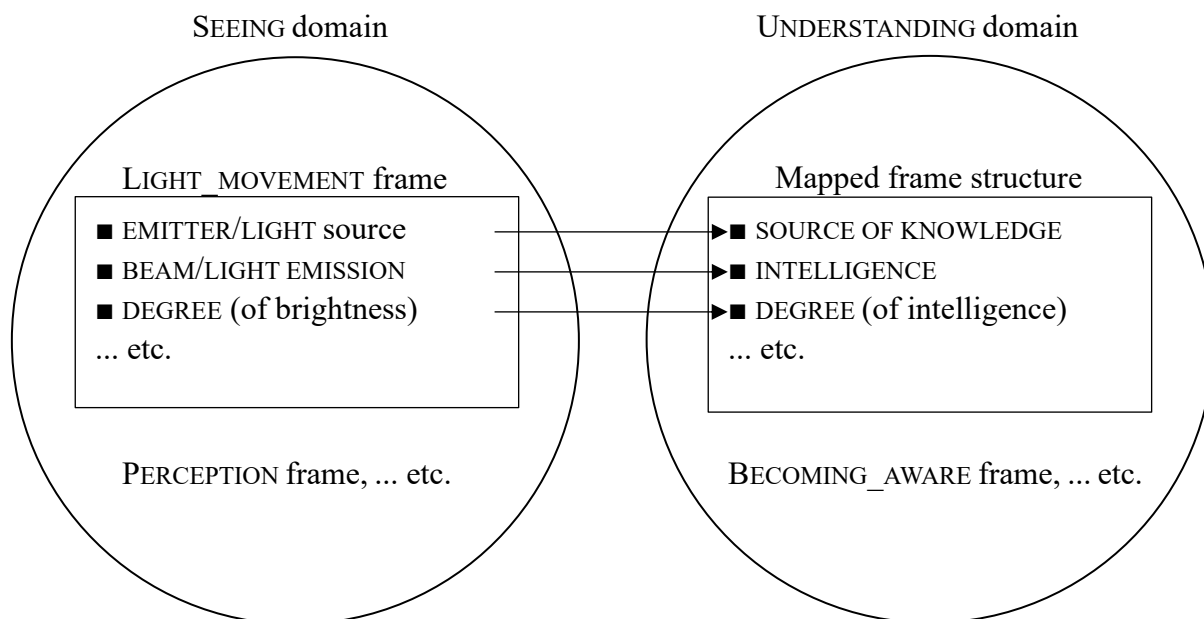 SEEING domain
UNDERSTANDING domain
LIGHT_MOVEMENT frame
■ EMITTER/LIGHT source
■ BEAM/LIGHT EMISSION
■ DEGREE (of brightness)
... etc.
PERCEPTION frame, ... etc.
Mapped frame structure
■ SOURCE OF KNOWLEDGE
■ INTELLIGENCE
■ DEGREE (of intelligence)
... etc.
BECOMING_AWARE frame, ... etc.